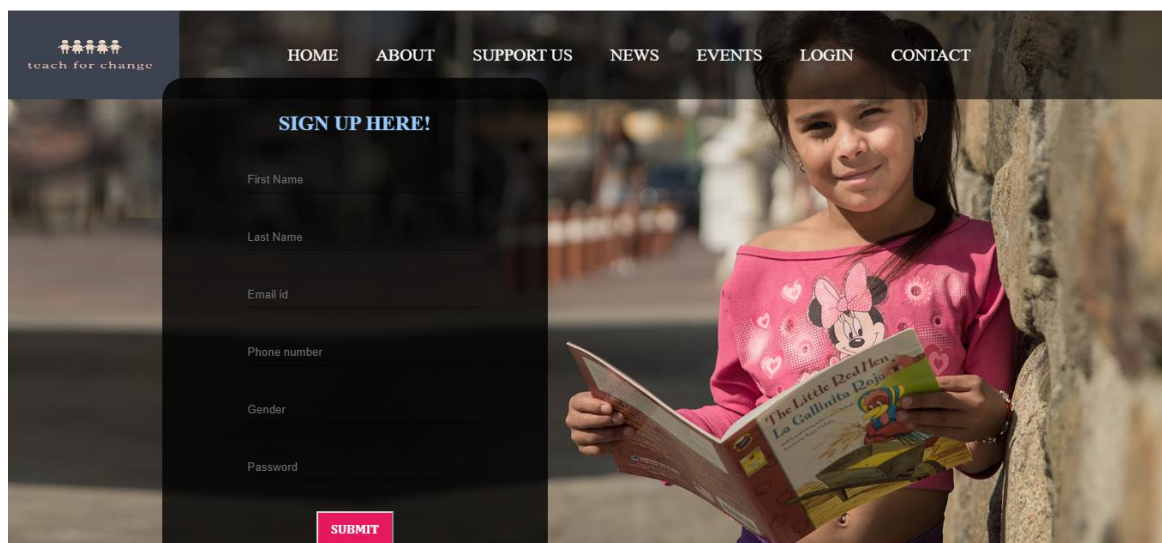 teach for change
HOME ABOUT SUPPORT US NEWS EVENTS LOGIN CONTACT
SIGN UP HERE!
First Name
Last Name
Email id
Phone number
Gender
Password
SUBMIT
The Little Red Hen
La Gallinita Roja